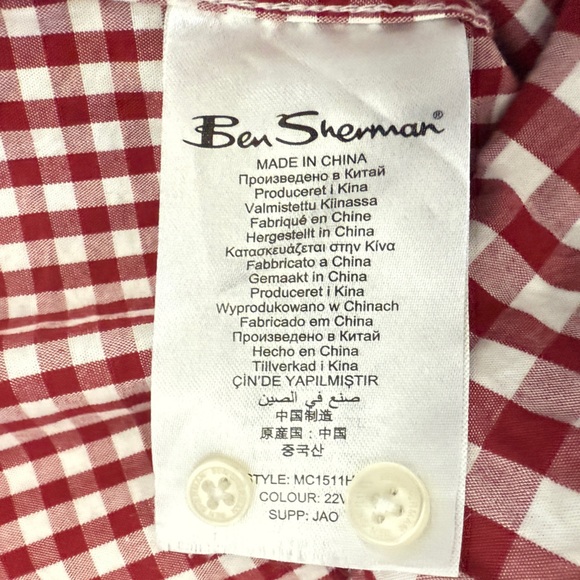 Ben Sherman®
MADE IN CHINA
Произведено в Китай
Produceret i Kina
Valmistettu Kiinassa
Fabriqué en Chine
Hergestellt in China
Κατασκευάζεται στην Κίνα
Fabbricato a China
Gemaakt in China
Produceret i Kina
Wyprodukowano w Chinach
Fabricado em China
Произведено в Китай
Hecho en China
Tillverkad i Kina
ÇİN'DE YAPILMIŞTIR
صنع في الصين
中国制造
原産国：中国
중국산
STYLE: MC1511H
COLOUR: 22V
SUPP: JAO